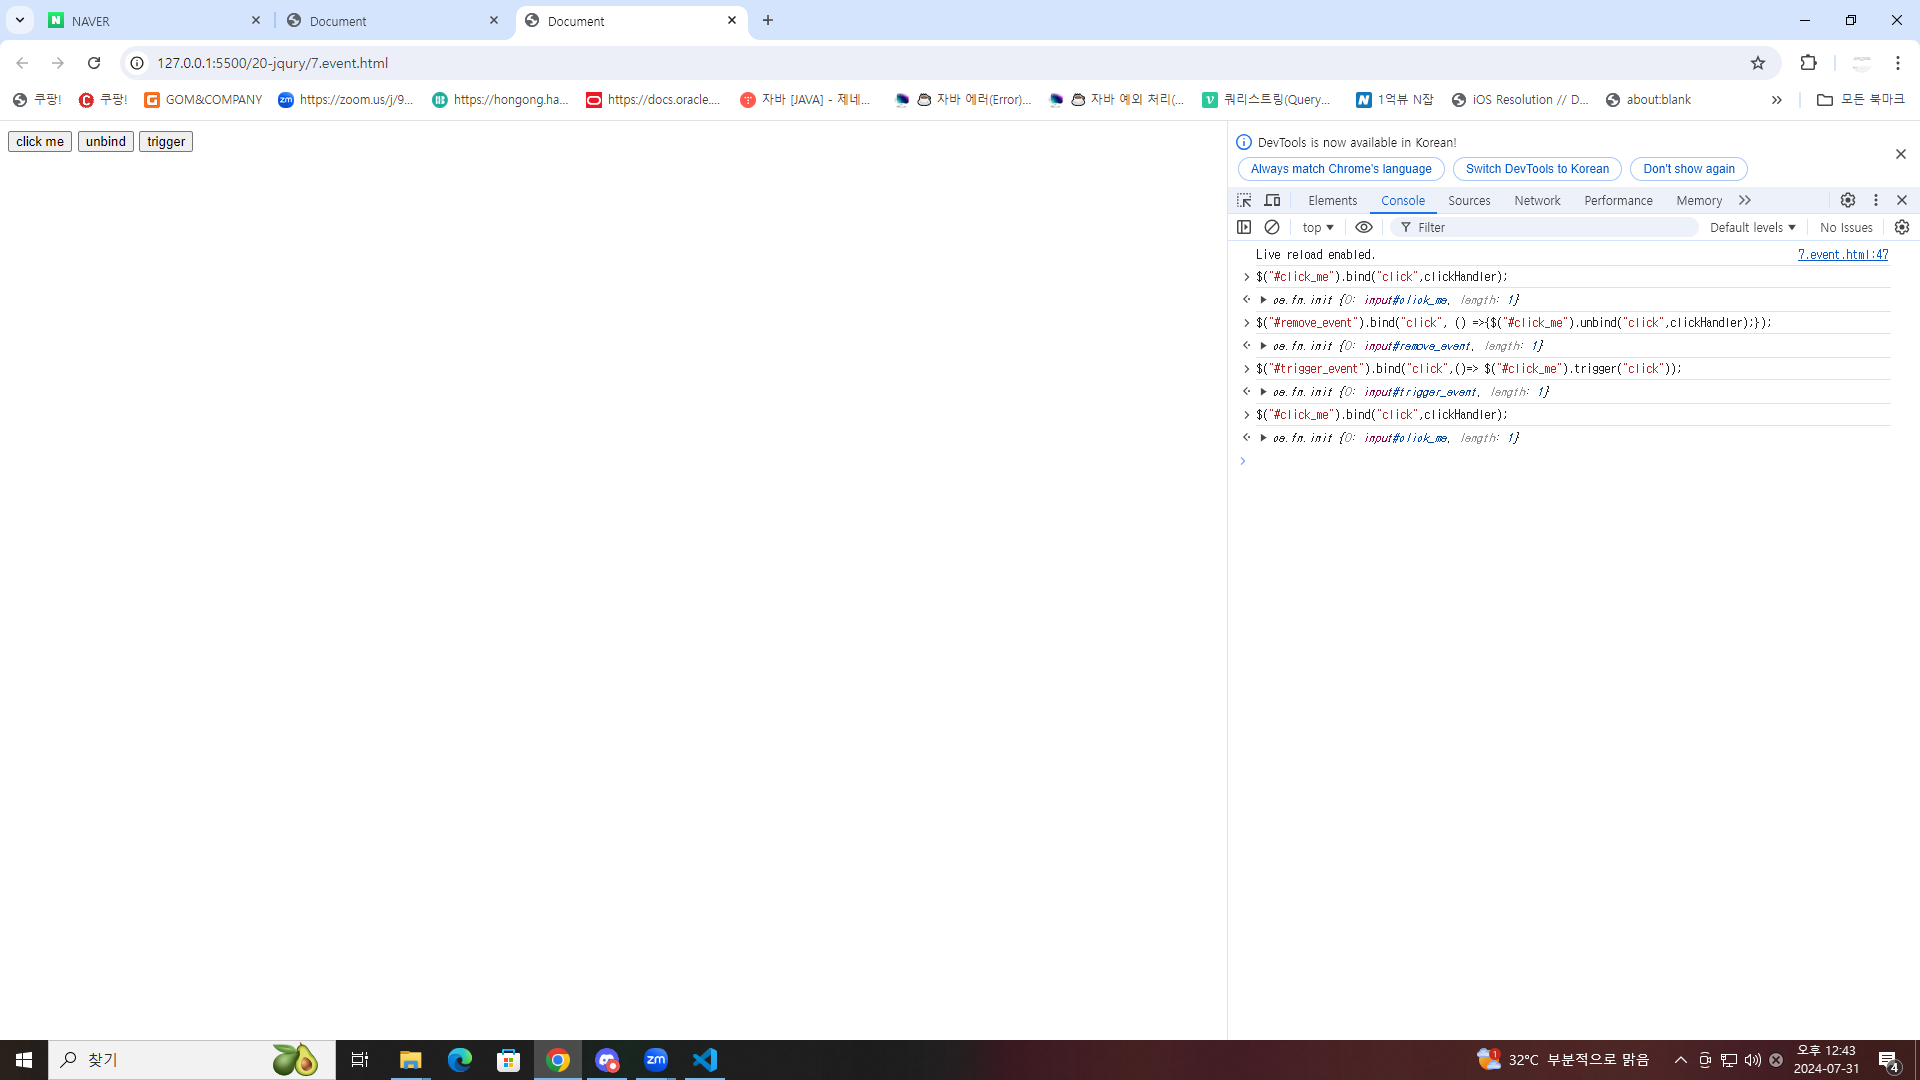 NAVER
Document
Document
127.0.0.1:5500/20-jqury/7.event.html
쿠팡!
쿠팡!
GOM&COMPANY
https://zoom.us/j/9...
https://hongong.ha...
https://docs.oracle....
자바 [JAVA] - 제네...
자바 에러(Error)...
자바 예외 처리(...
쿼리스트링(Query...
1억뷰 N잡
iOS Resolution // D...
about:blank
모든 북마크
click me
unbind
trigger
DevTools is now available in Korean!
Always match Chrome's language
Switch DevTools to Korean
Don't show again
Elements
Console
Sources
Network
Performance
Memory
top
Filter
Default levels
No Issues
Live reload enabled. 7.event.html:47
$("#click_me").bind("click",clickHandler);
ce.fn.init {0: input#click_me, length: 1}
$("#remove_event").bind("click", () =>{$("#click_me").unbind("click",clickHandler);});
ce.fn.init {0: input#remove_event, length: 1}
$("#trigger_event").bind("click",()=> $("#click_me").trigger("click"));
ce.fn.init {0: input#trigger_event, length: 1}
$("#click_me").bind("click",clickHandler);
ce.fn.init {0: input#click_me, length: 1}
찾기
zm
1
32°C 부분적으로 맑음
오후 12:43
2024-07-31
4